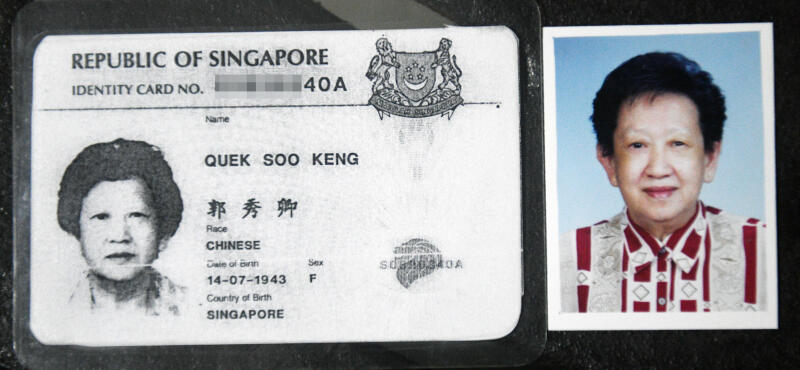 REPUBLIC OF SINGAPORE
IDENTITY CARD NO. 40A
Name
QUEK SOO KENG
郭秀卿
Race
CHINESE
Date of Birth Sex
14-07-1943 F
Country of Birth
SINGAPORE